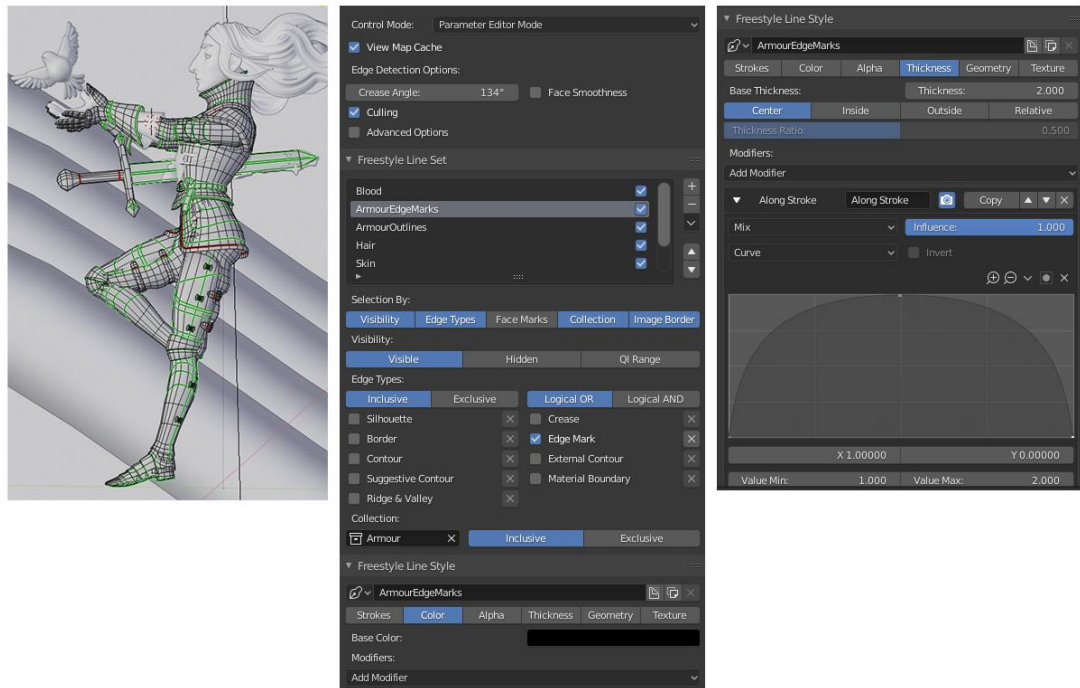 Control Mode: Parameter Editor Mode
View Map Cache
Edge Detection Options:
Crease Angle: 134° Face Smoothness
Culling
Advanced Options
Freestyle Line Set
Blood
ArmourEdgeMarks
ArmourOutlines
Hair
Skin
Selection By:
Visibility Edge Types Face Marks Collection Image Border
Visibility:
Visible Hidden QI Range
Edge Types:
Inclusive Exclusive Logical OR Logical AND
Silhouette Crease
Border Edge Mark
Contour External Contour
Suggestive Contour Material Boundary
Ridge & Valley
Collection:
Armour Inclusive Exclusive
Freestyle Line Style
ArmourEdgeMarks
Strokes Color Alpha Thickness Geometry Texture
Base Color:
Modifiers:
Add Modifier
Freestyle Line Style
ArmourEdgeMarks
Strokes Color Alpha Thickness Geometry Texture
Base Thickness: Thickness: 2.000
Center Inside Outside Relative
Thickness Ratio: 0.500
Modifiers:
Add Modifier
Along Stroke Along Stroke Copy
Mix Influence: 1.000
Curve Invert
X 1.00000 Y 0.00000
Value Min: 1.000 Value Max: 2.000